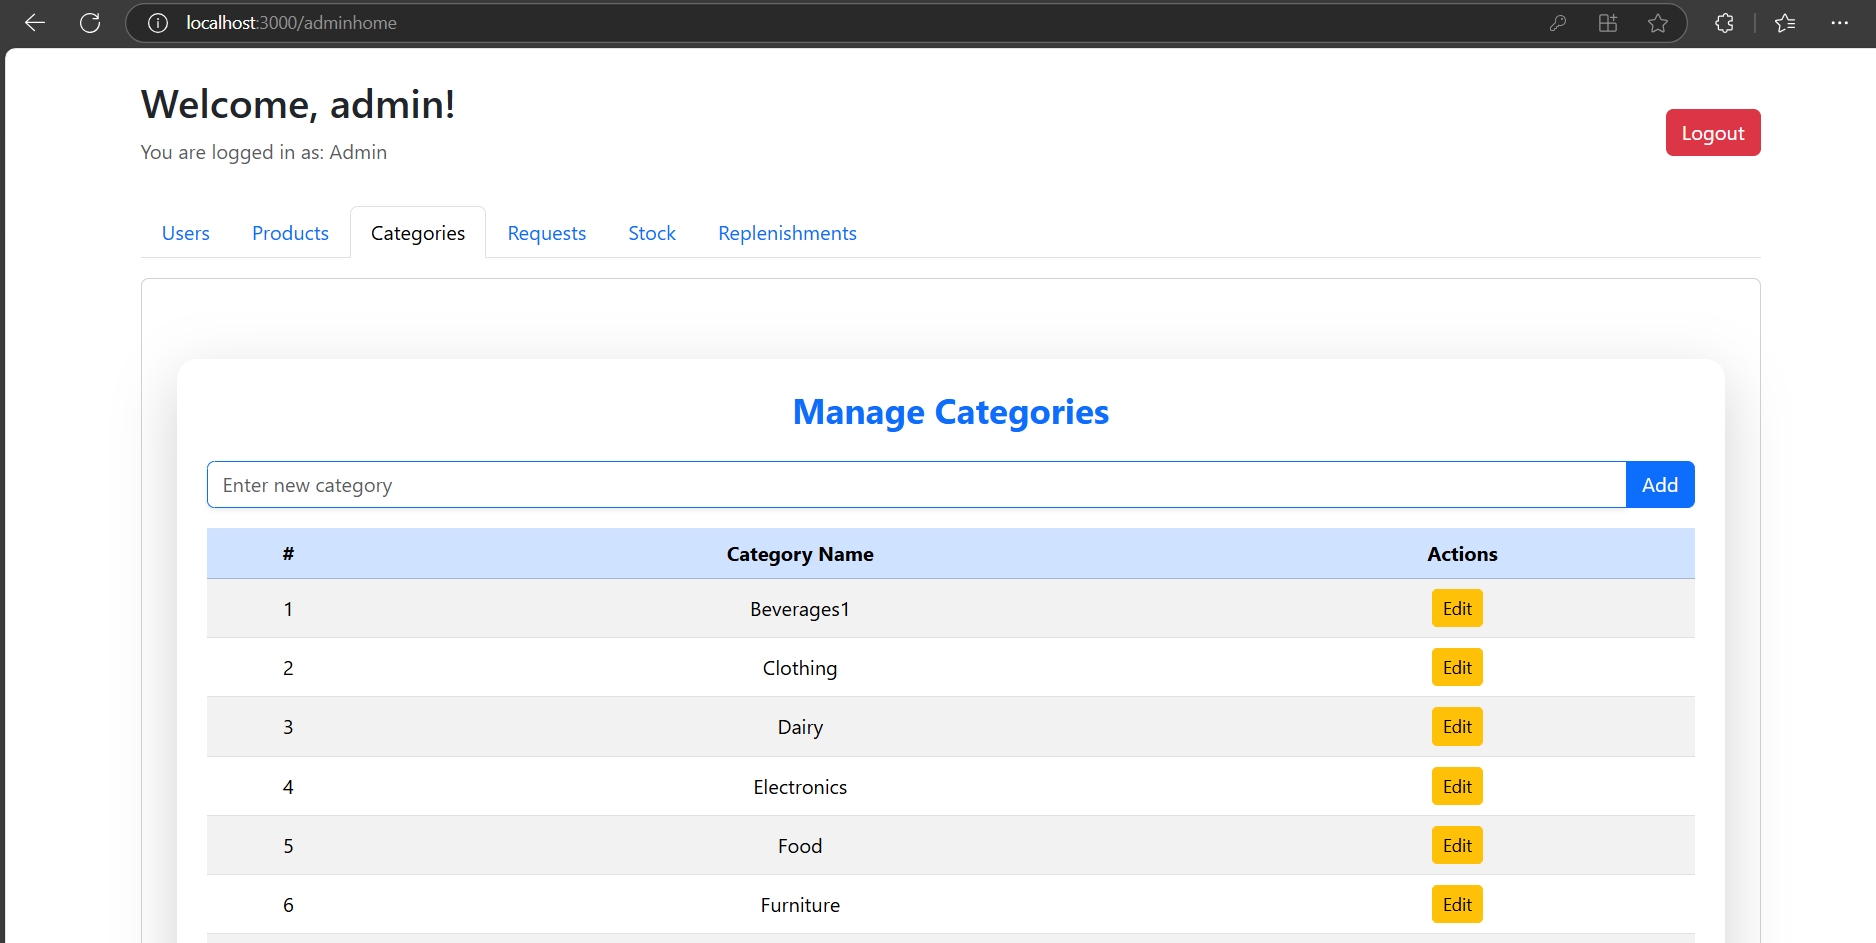 localhost:3000/adminhome
Welcome, admin!
Logout
You are logged in as: Admin
Users Products Categories Requests Stock Replenishments
Manage Categories
Enter new category Add
# Category Name Actions
1 Beverages1 Edit
2 Clothing Edit
3 Dairy Edit
4 Electronics Edit
5 Food Edit
6 Furniture Edit